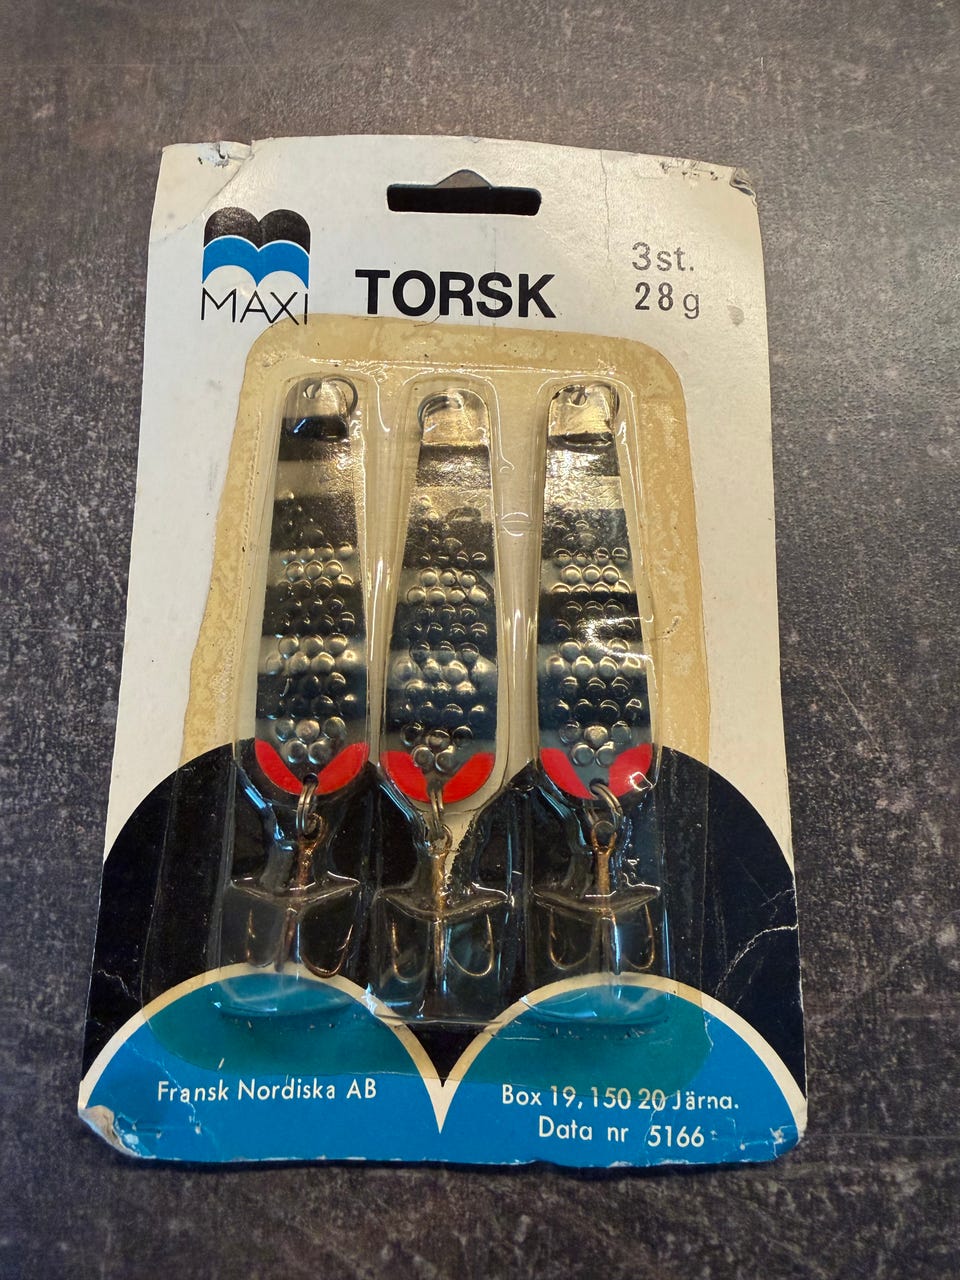 MAXI
TORSK
3st.
28g
Fransk Nordiska AB
Box 19, 150 20 Järna.
Data nr 5166